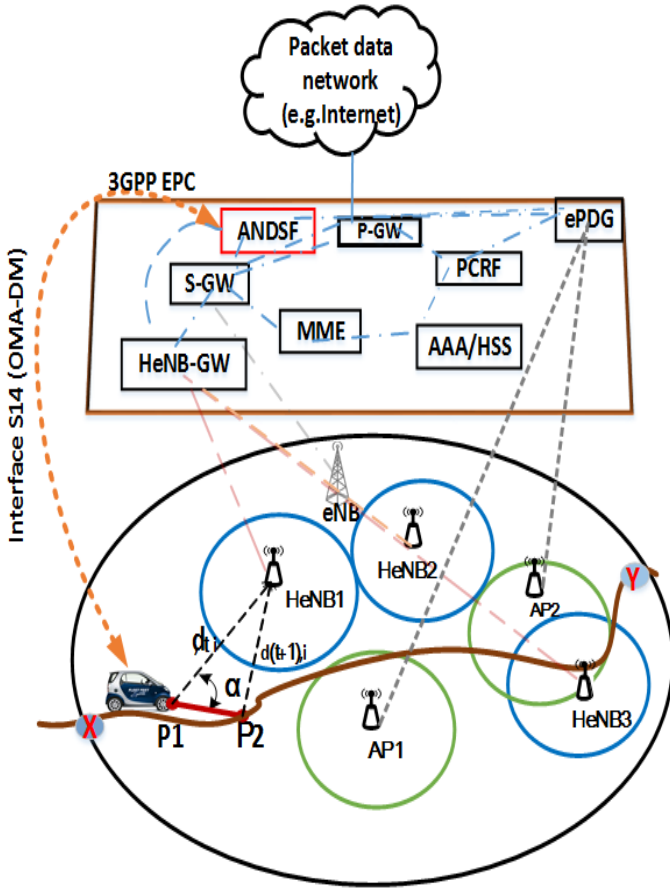 Packet data
network
(e.g.Internet)
3GPP EPC
ANDSF
P-GW
ePDG
S-GW
PCRF
MME
HeNB-GW
AAA/HSS
Interface S14 (OMA-DM)
eNB
HeNB1
HeNB2
AP2
Y
d t i
d(t+1),i
α
HeNB3
X
P1
P2
AP1